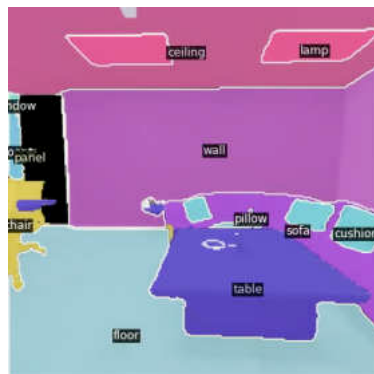 ceiling
lamp
ndow
panel
wall
chair
pillow
sofa
cushion
table
floor